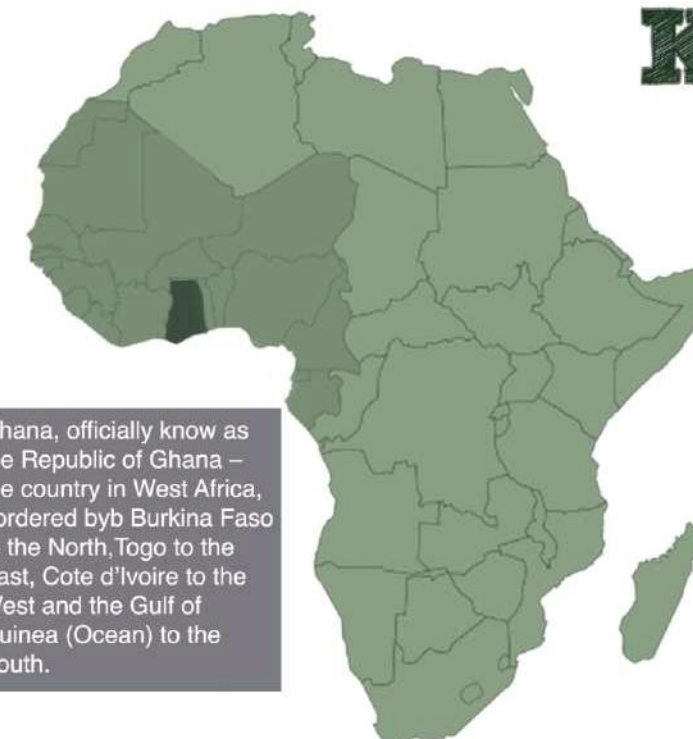 K
hana, officially know as
e Republic of Ghana –
e country in West Africa,
ordered byb Burkina Faso
the North,Togo to the
ast, Cote d'Ivoire to the
est and the Gulf of
uinea (Ocean) to the
outh.